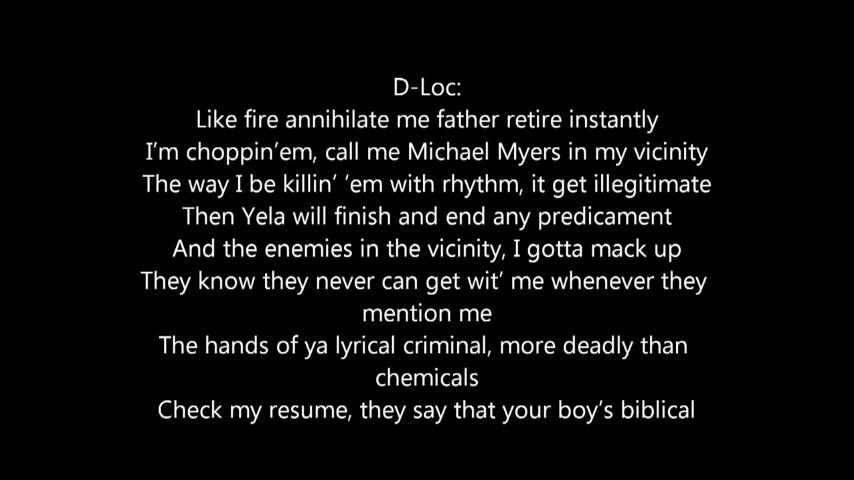 D-Loc:
Like fire annihilate me father retire instantly
I'm choppin'em, call me Michael Myers in my vicinity
The way I be killin' 'em with rhythm, it get illegitimate
Then Yela will finish and end any predicament
And the enemies in the vicinity, I gotta mack up
They know they never can get wit' me whenever they
mention me
The hands of ya lyrical criminal, more deadly than
chemicals
Check my resume, they say that your boy's biblical